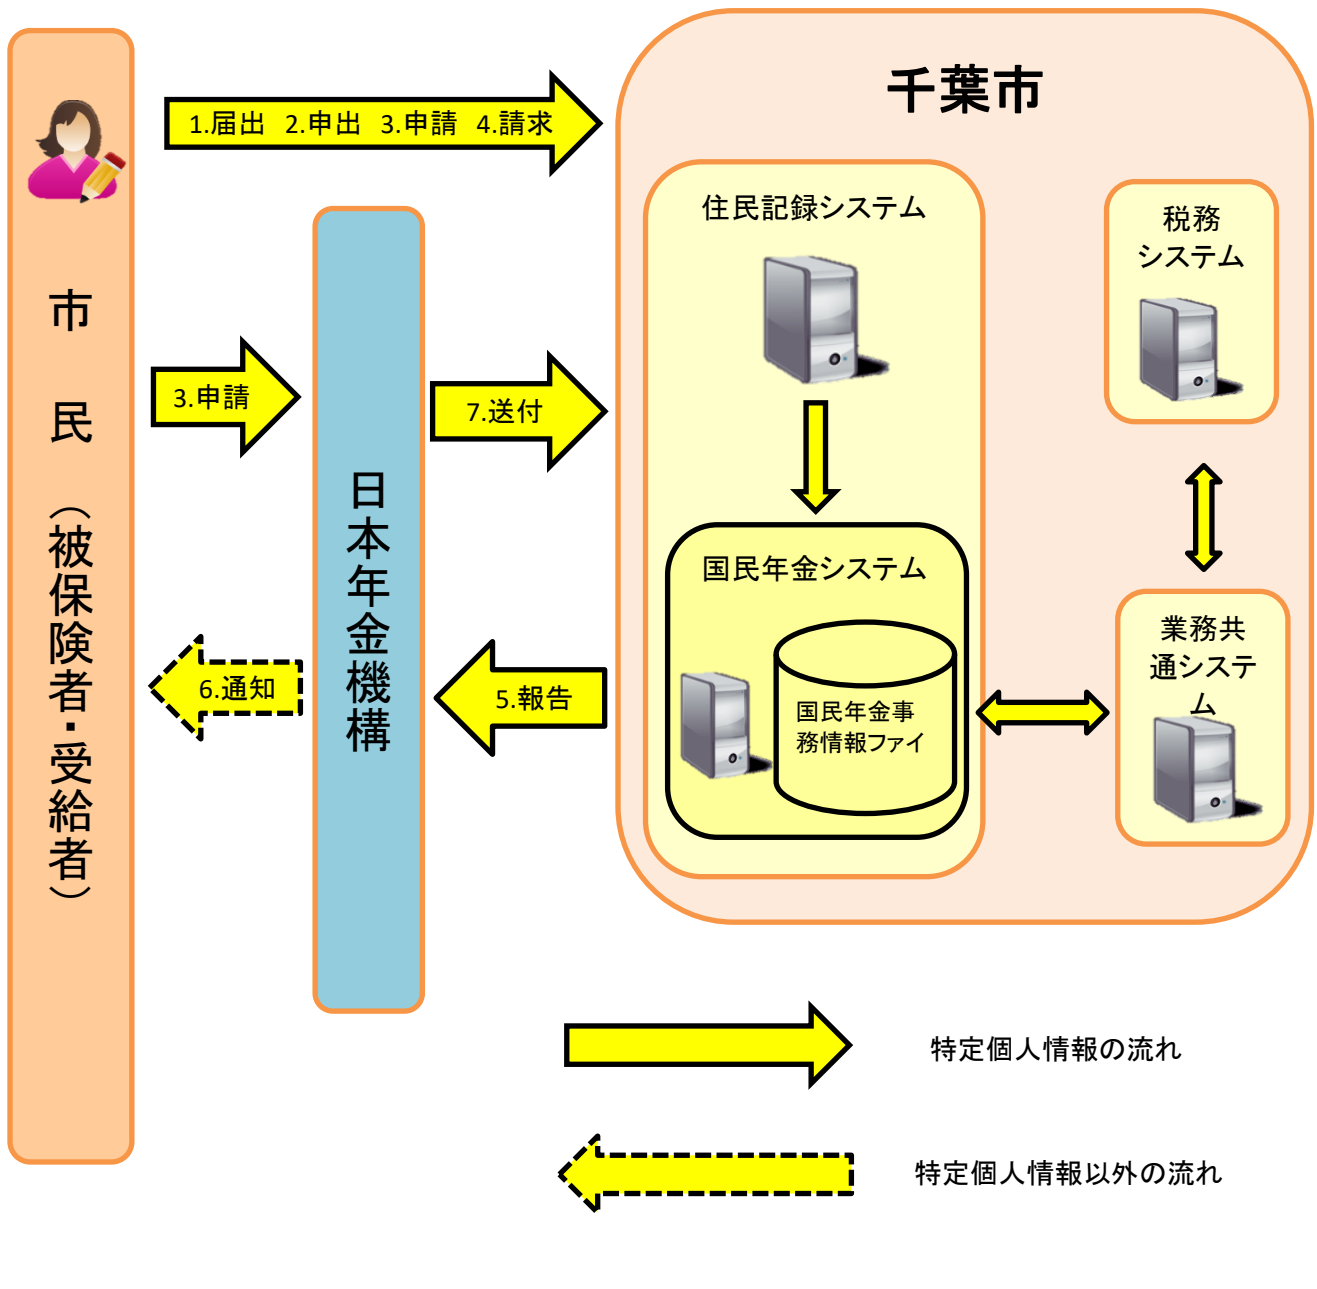 千葉市
1.届出 2.申出 3.申請 4.請求
市民（被保険者・受給者）
日本年金機構
住民記録システム
税務
システム
3.申請
7.送付
国民年金システム
国民年金事
務情報ファイ
業務共
通システ
ム
6.通知
5.報告
特定個人情報の流れ
特定個人情報以外の流れ